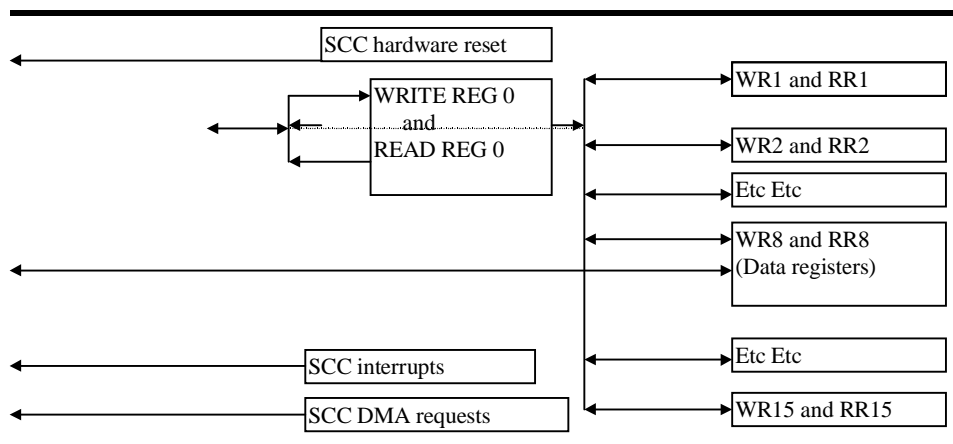 SCC hardware reset
WRITE REG 0
and
READ REG 0
WR1 and RR1
WR2 and RR2
Etc Etc
WR8 and RR8
(Data registers)
Etc Etc
WR15 and RR15
SCC interrupts
SCC DMA requests